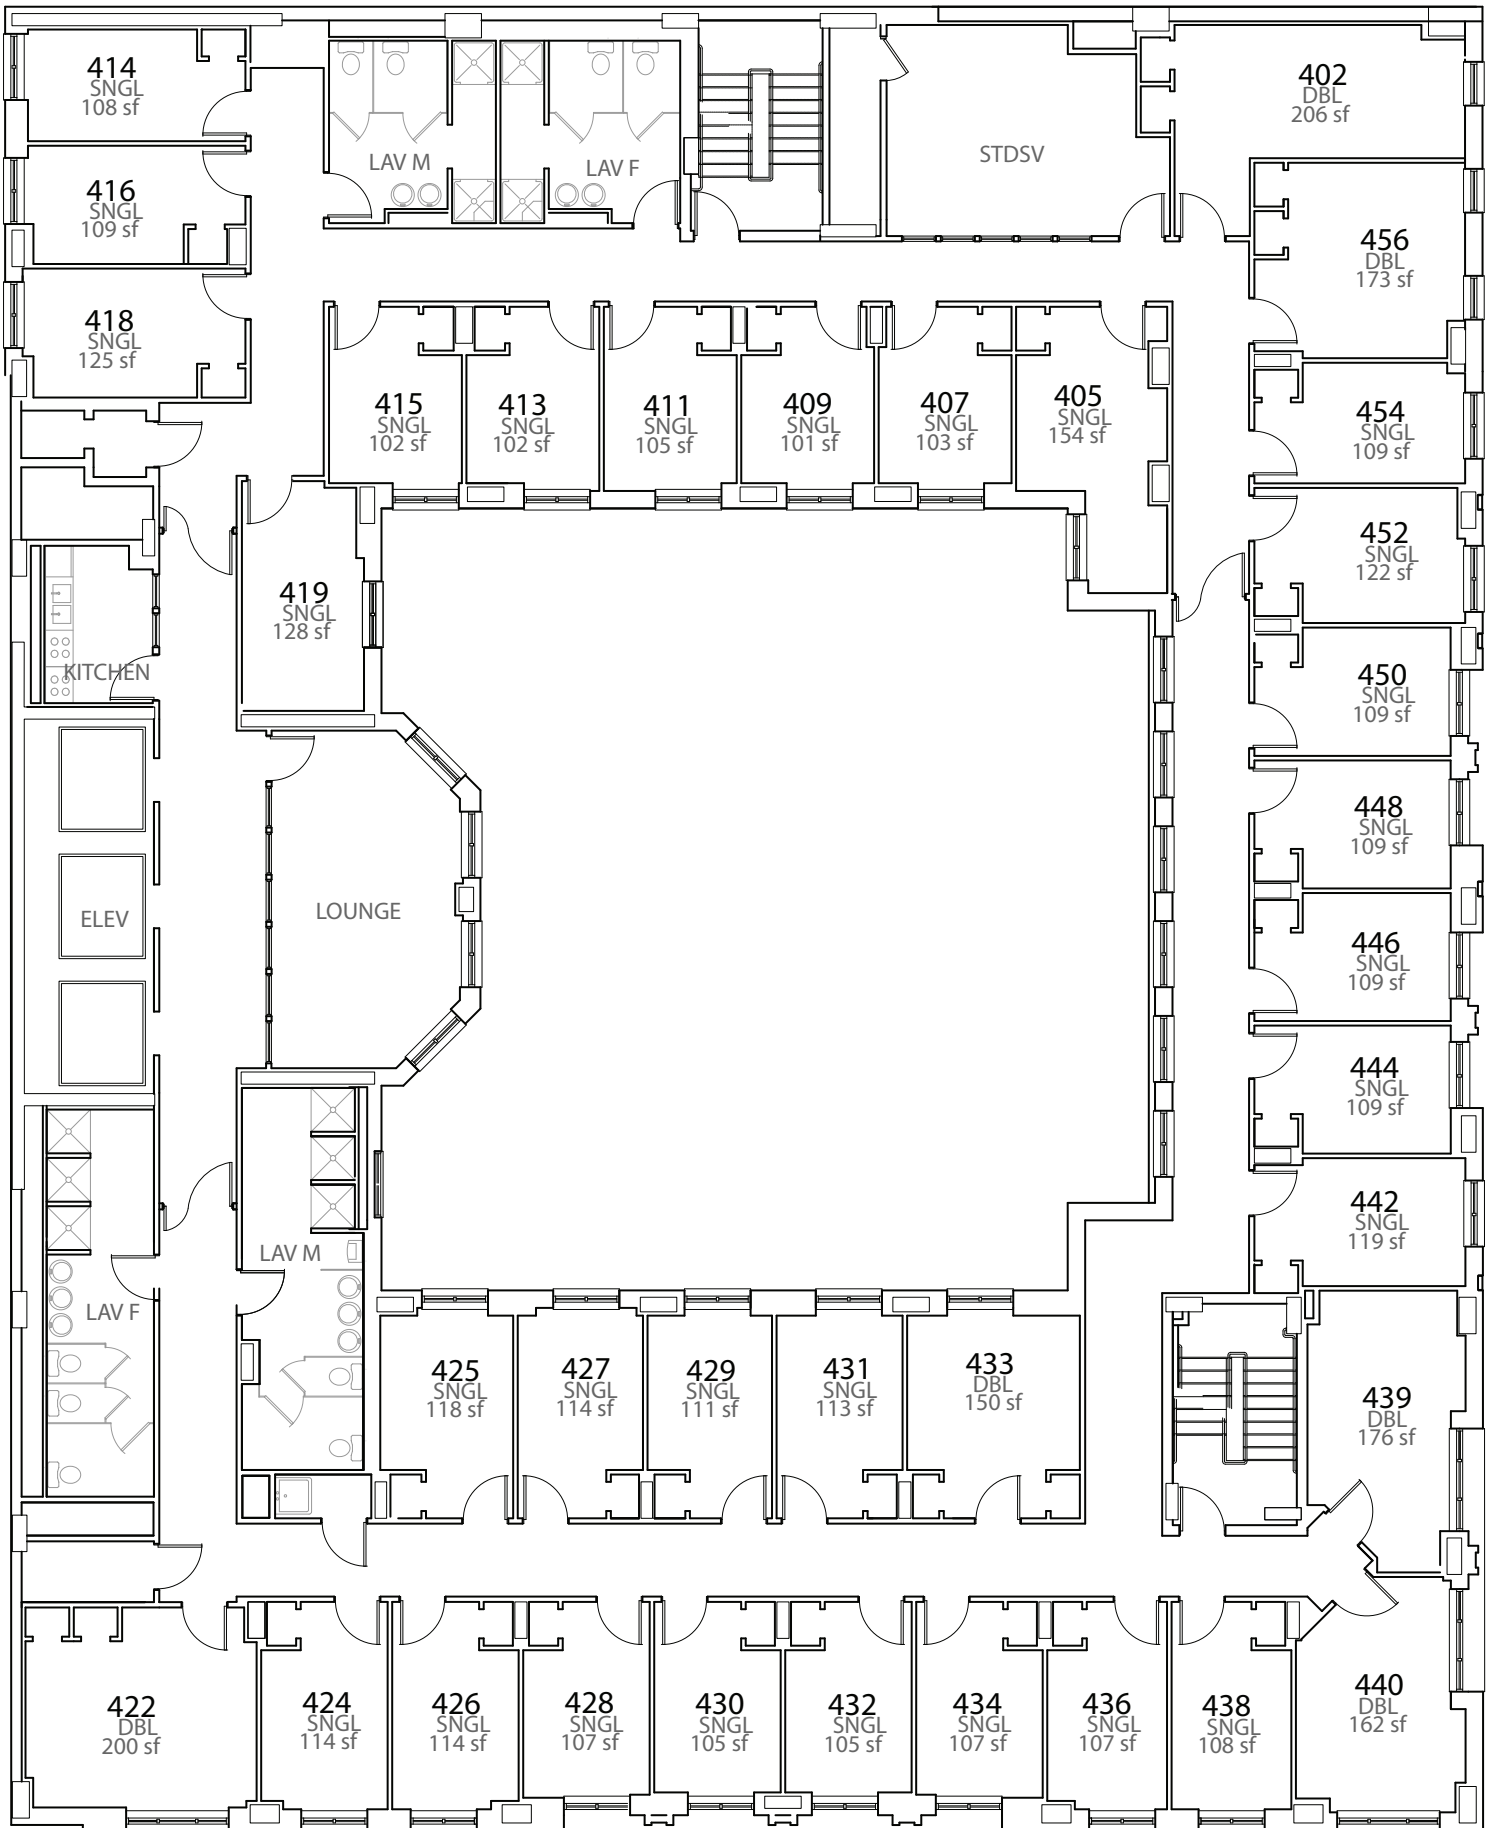 414
SNGL
108 sf
LAV M
LAV F
STDSV
402
DBL
206 sf
416
SNGL
109 sf
456
DBL
173 sf
418
SNGL
125 sf
415
SNGL
102 sf
413
SNGL
102 sf
411
SNGL
105 sf
409
SNGL
101 sf
407
SNGL
103 sf
405
SNGL
154 sf
454
SNGL
109 sf
452
SNGL
122 sf
419
SNGL
128 sf
KITCHEN
450
SNGL
109 sf
448
SNGL
109 sf
ELEV
LOUNGE
446
SNGL
109 sf
444
SNGL
109 sf
442
SNGL
119 sf
LAV M
LAV F
425
SNGL
118 sf
427
SNGL
114 sf
429
SNGL
111 sf
431
SNGL
113 sf
433
DBL
150 sf
439
DBL
176 sf
422
DBL
200 sf
424
SNGL
114 sf
426
SNGL
114 sf
428
SNGL
107 sf
430
SNGL
105 sf
432
SNGL
105 sf
434
SNGL
107 sf
436
SNGL
107 sf
438
SNGL
108 sf
440
DBL
162 sf